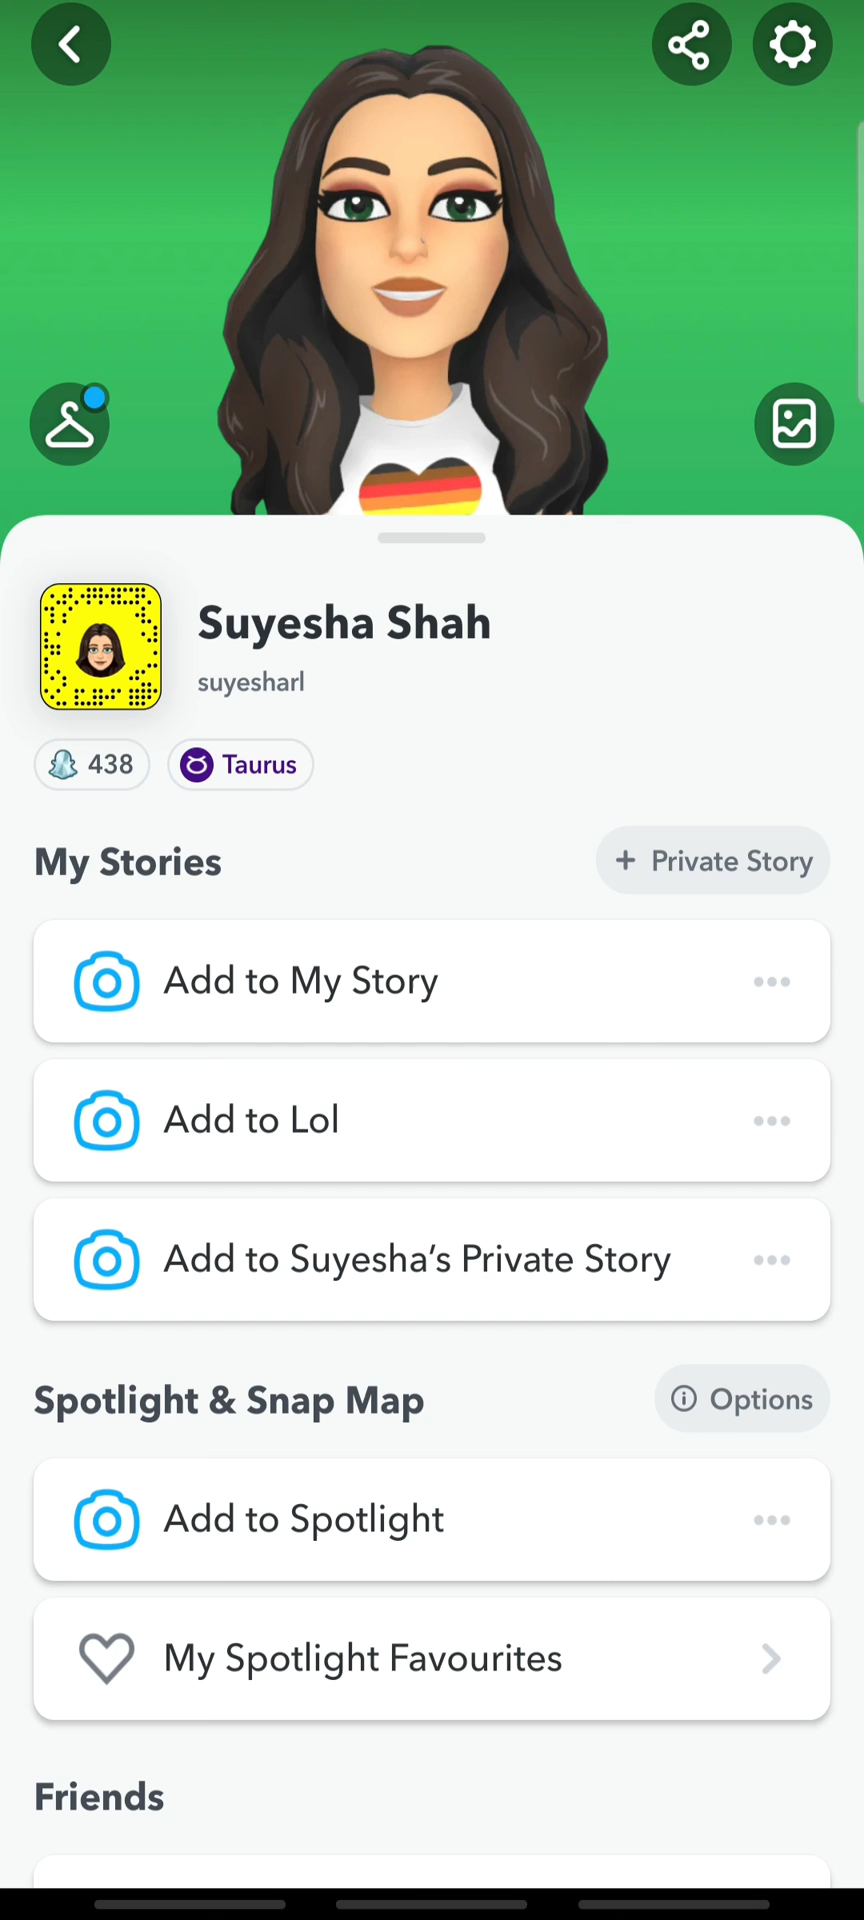 Suyesha Shah
suyesharl
438
Taurus
My Stories
+ Private Story
Add to My Story
Add to Lol
Add to Suyesha’s Private Story
Spotlight & Snap Map
Options
Add to Spotlight
My Spotlight Favourites
Friends